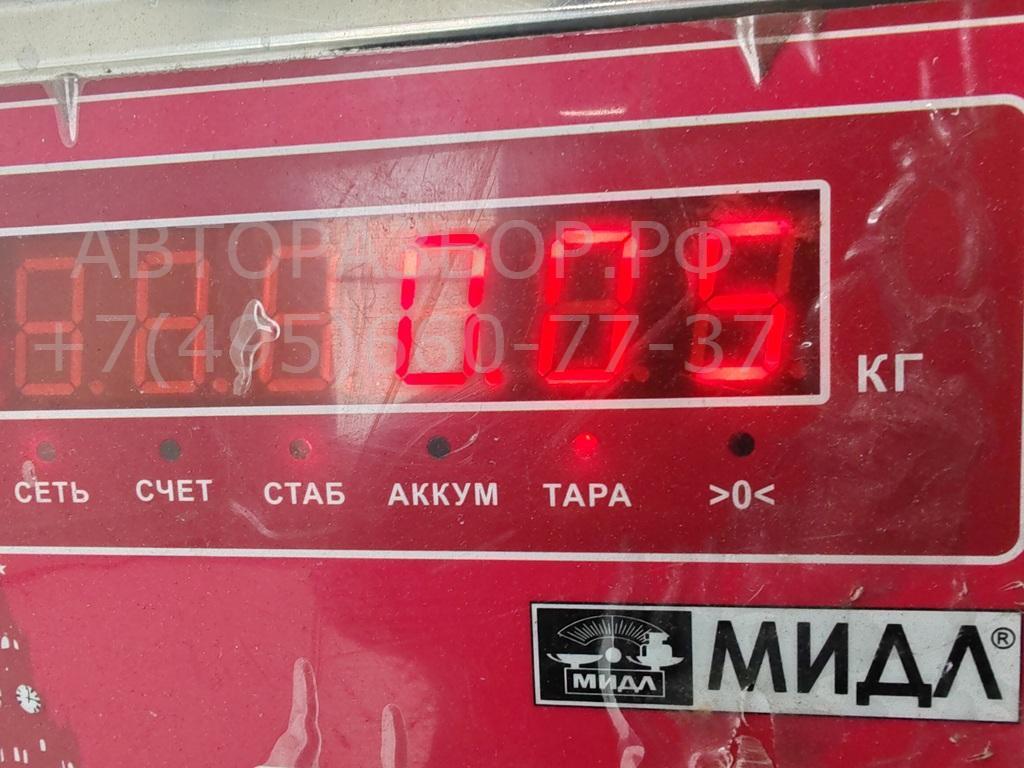 АВТОРАЗБОР.РФ
0.05
+7(495)660-77-37
КГ
СЕТЬ СЧЕТ СТАБ АККУМ ТАРА >0<
МИДЛ МИДЛ®